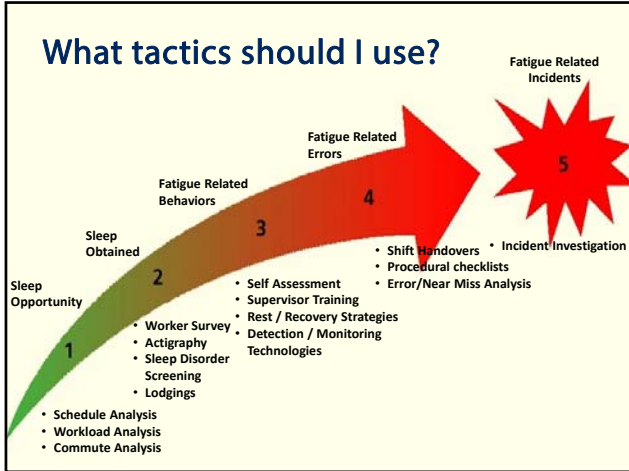 What tactics should I use?
Fatigue Related
Incidents
5
• Incident Investigation
Fatigue Related
Errors
4
• Shift Handovers
• Procedural checklists
• Error/Near Miss Analysis
Fatigue Related
Behaviors
3
• Self Assessment
• Supervisor Training
• Rest / Recovery Strategies
• Detection / Monitoring
Technologies
Sleep
Obtained
2
• Worker Survey
• Actigraphy
• Sleep Disorder
Screening
• Lodgings
Sleep
Opportunity
1
• Schedule Analysis
• Workload Analysis
• Commute Analysis